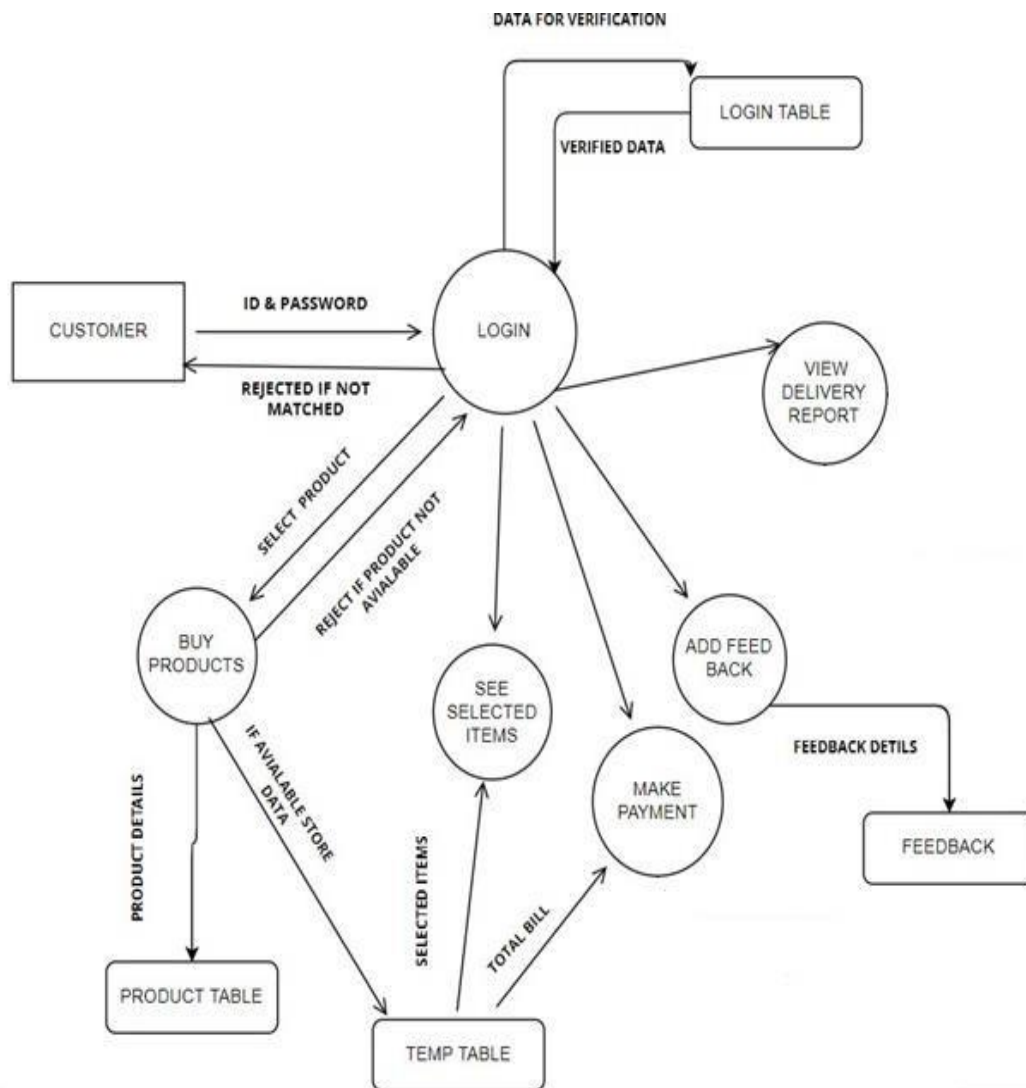 DATA FOR VERIFICATION
LOGIN TABLE
VERIFIED DATA
CUSTOMER
ID & PASSWORD
LOGIN
REJECTED IF NOT
MATCHED
VIEW
DELIVERY
REPORT
SELECT PRODUCT
REJECT IF PRODUCT NOT
AVIALABLE
BUY
PRODUCTS
SEE
SELECTED
ITEMS
ADD FEED
BACK
IF AVIALABLE STORE
DATA
FEEDBACK DETILS
MAKE
PAYMENT
PRODUCT DETAILS
FEEDBACK
SELECTED ITEMS
TOTAL BILL
PRODUCT TABLE
TEMP TABLE